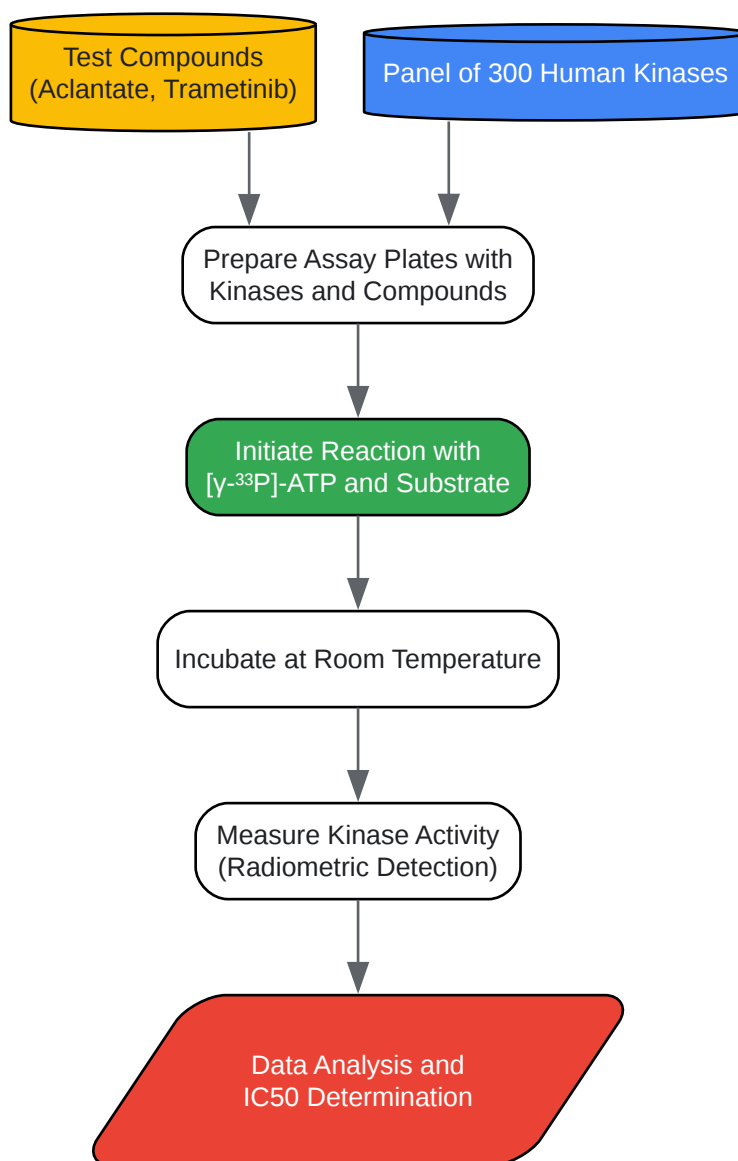 Test Compounds
(Aclantate, Trametinib)
Panel of 300 Human Kinases
Prepare Assay Plates with
Kinases and Compounds
Initiate Reaction with
[γ-³³P]-ATP and Substrate
Incubate at Room Temperature
Measure Kinase Activity
(Radiometric Detection)
Data Analysis and
IC50 Determination